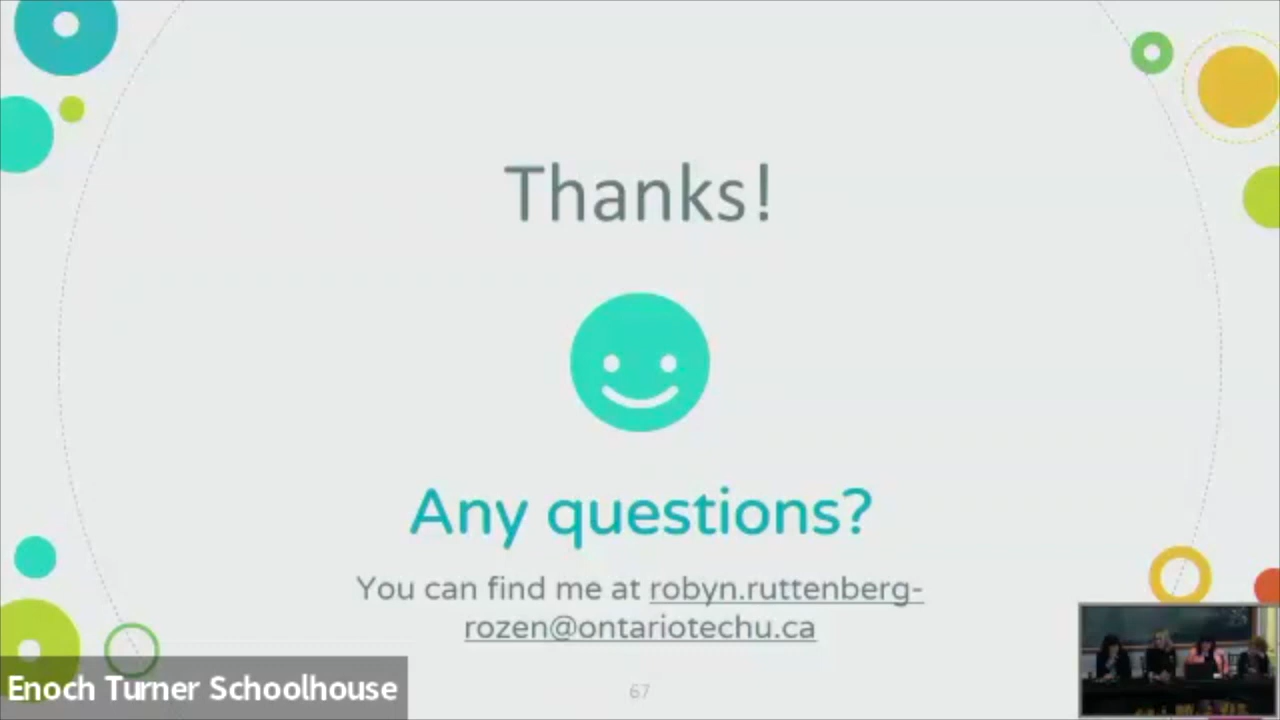 Thanks!
Any questions?
You can find me at robyn.ruttenberg-
rozen@ontariotechu.ca
Enoch Turner Schoolhouse
67